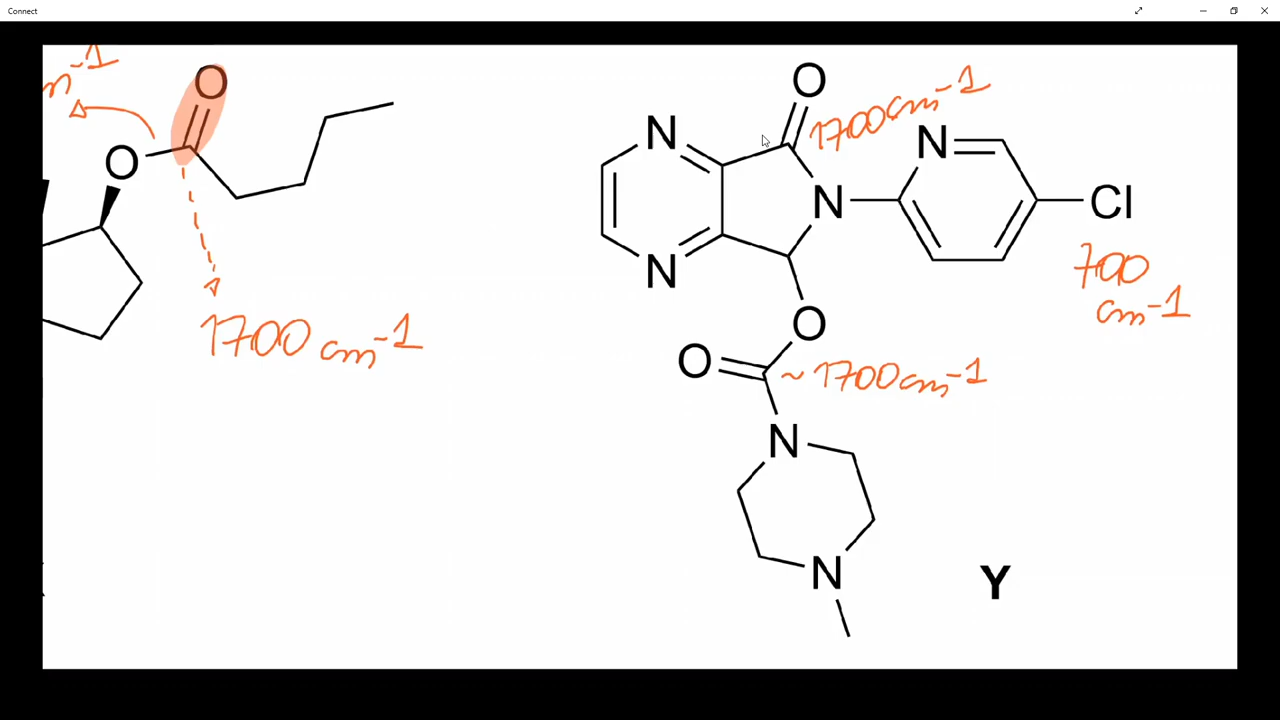 Connect
m-1
O
O
1700 cm-1
O
1700cm-1
N
N
N
Cl
N
700
cm-1
O
O
~1700cm-1
N
N
Y